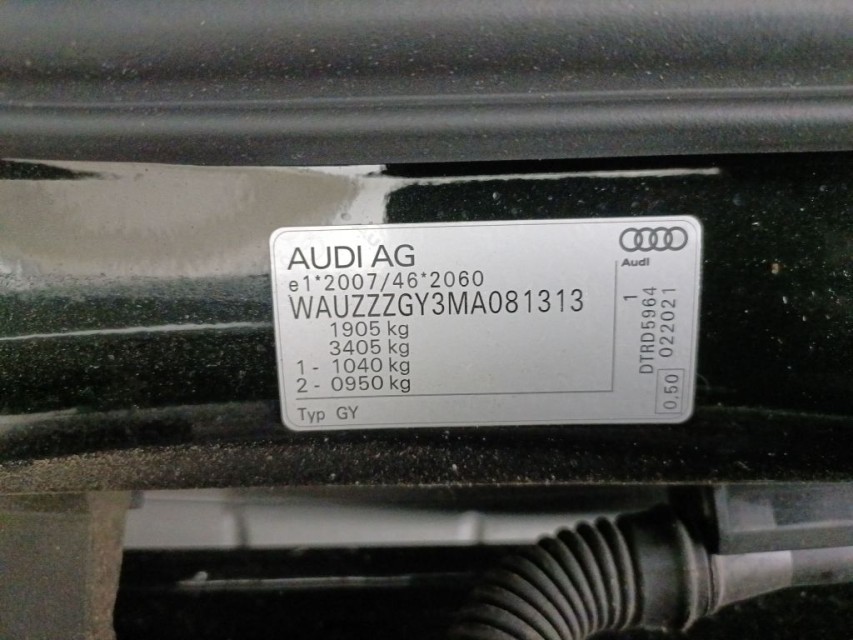 AUDI AG
e1*2007/46*2060
WAUZZZGY3MA081313
1905 kg
3405 kg
1 - 1040 kg
2 - 0950 kg
Typ GY
Audi
DTRD5964 1
022021
0,50